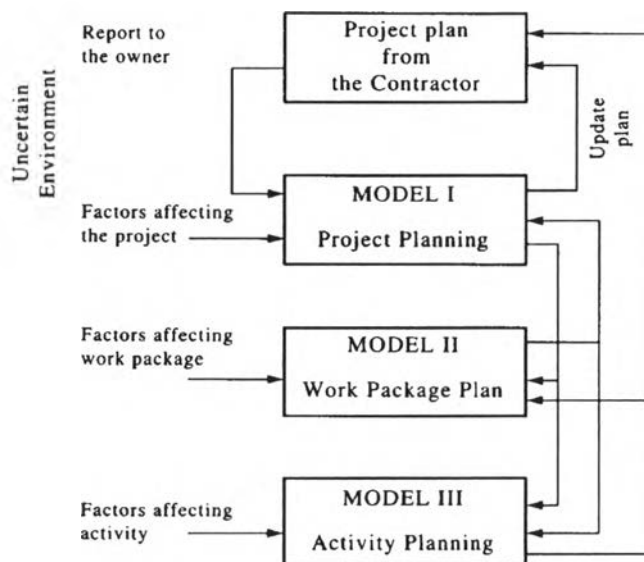 Report to
the owner
Project plan
from
the Contractor
Uncertain
Environment
Update
plan
MODEL I
Project Planning
Factors affecting
the project
MODEL II
Work Package Plan
Factors affecting
work package
MODEL III
Activity Planning
Factors affecting
activity